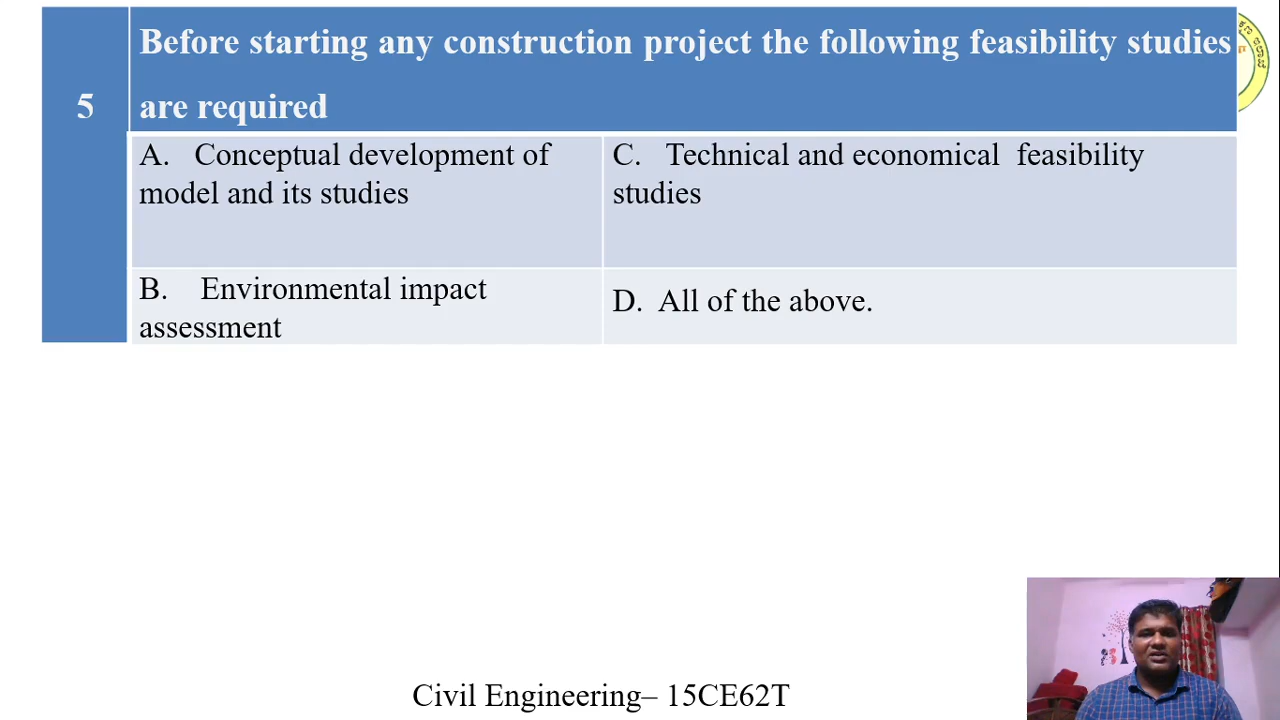 5
Before starting any construction project the following feasibility studies
are required
A. Conceptual development of
model and its studies
C. Technical and economical feasibility
studies
B. Environmental impact
assessment
D. All of the above.
Civil Engineering– 15CE62T